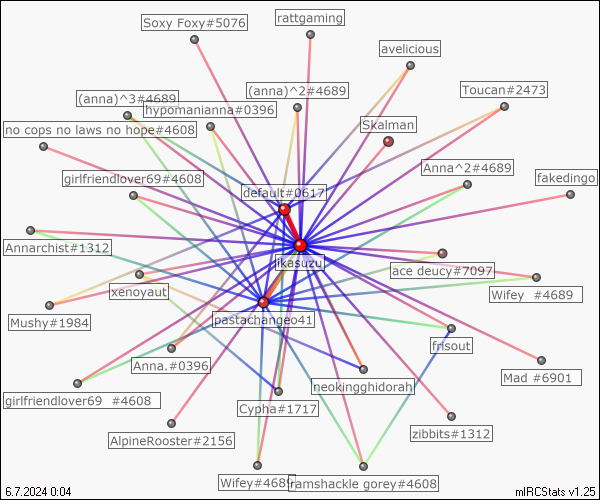 Soxy Foxy#5076
rattgaming
avelicious
Toucan#2473
(anna)^3#4689
(anna)^2#4689
hypomanianna#0396
Skalman
no cops no laws no hope#4608
Anna^2#4689
girlfriendlover69#4608
default#0617
fakedingo
Annarchist#1312
ikasuzu
ace deucy#7097
xenoyaut
Wifey #4689
Mushy#1984
pastachange041
frisout
Anna.#0396
neokingghidorah
Mad #6901
girlfriendlover69 #4608
Cypha#1717
AlpineRooster#2156
zibbits#1312
Wifey#4689
ramshackle gorey#4608
6.7.2024 0:04
mIRCStats v1.25